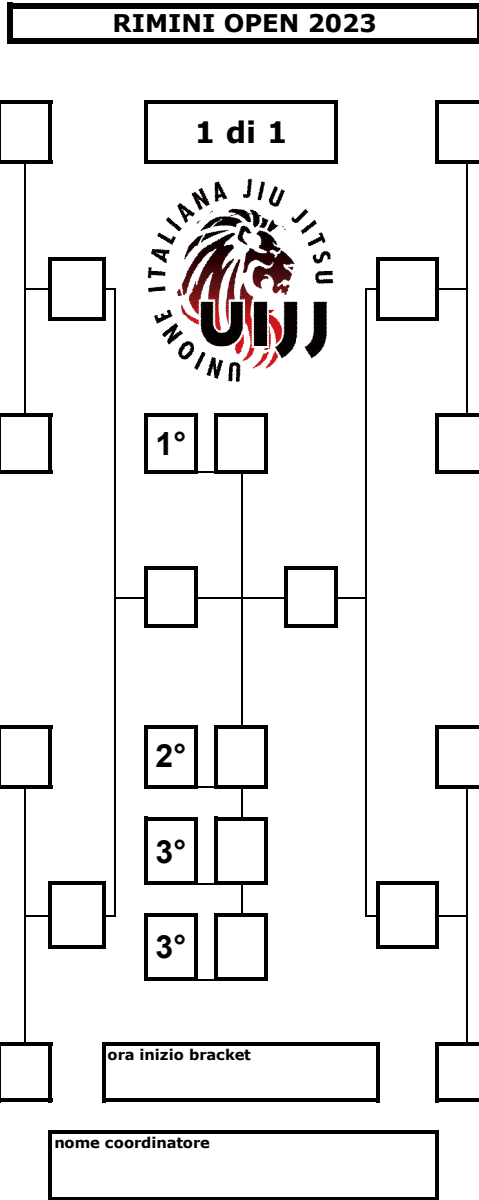 RIMINI OPEN 2023
1 di 1
UNIONE ITALIANA JIU JITSU
UIJJ
1°
2°
3°
3°
ora inizio bracket
nome coordinatore